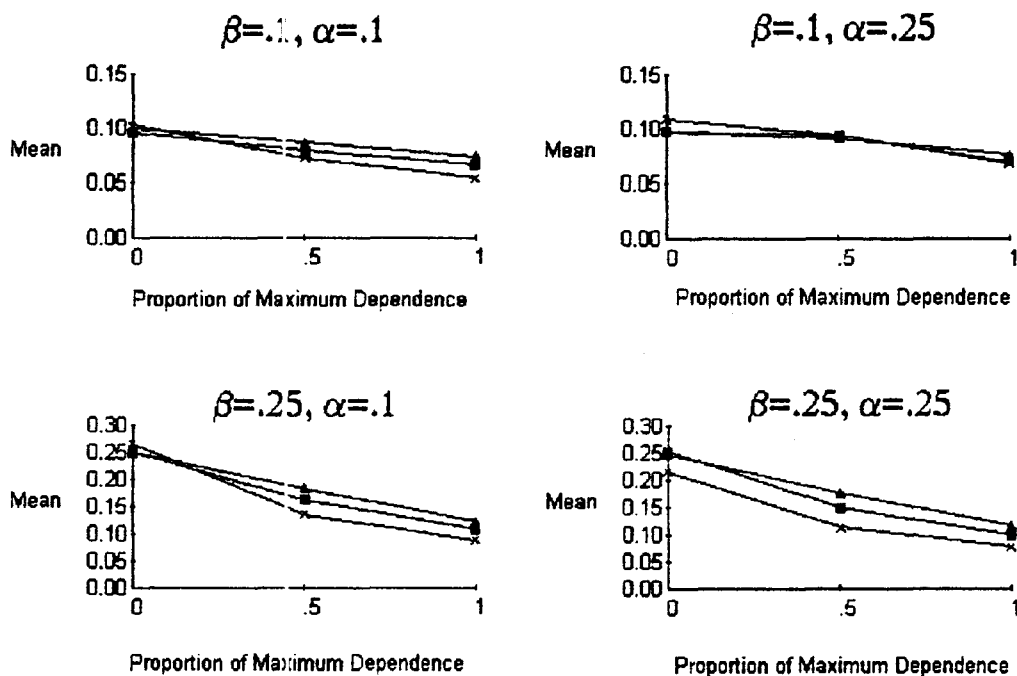 β=.1, α=.1
0.15
0.10
Mean
0.05
0.00
0 .5 1
Proportion of Maximum Dependence
β=.1, α=.25
0.15
0.10
Mean
0.05
0.00
0 .5 1
Proportion of Maximum Dependence
β=.25, α=.1
0.30
0.25
0.20
Mean
0.15
0.10
0.05
0.00
0 .5 1
Proportion of Maximum Dependence
β=.25, α=.25
0.30
0.25
0.20
Mean
0.15
0.10
0.05
0.00
0 .5 1
Proportion of Maximum Dependence